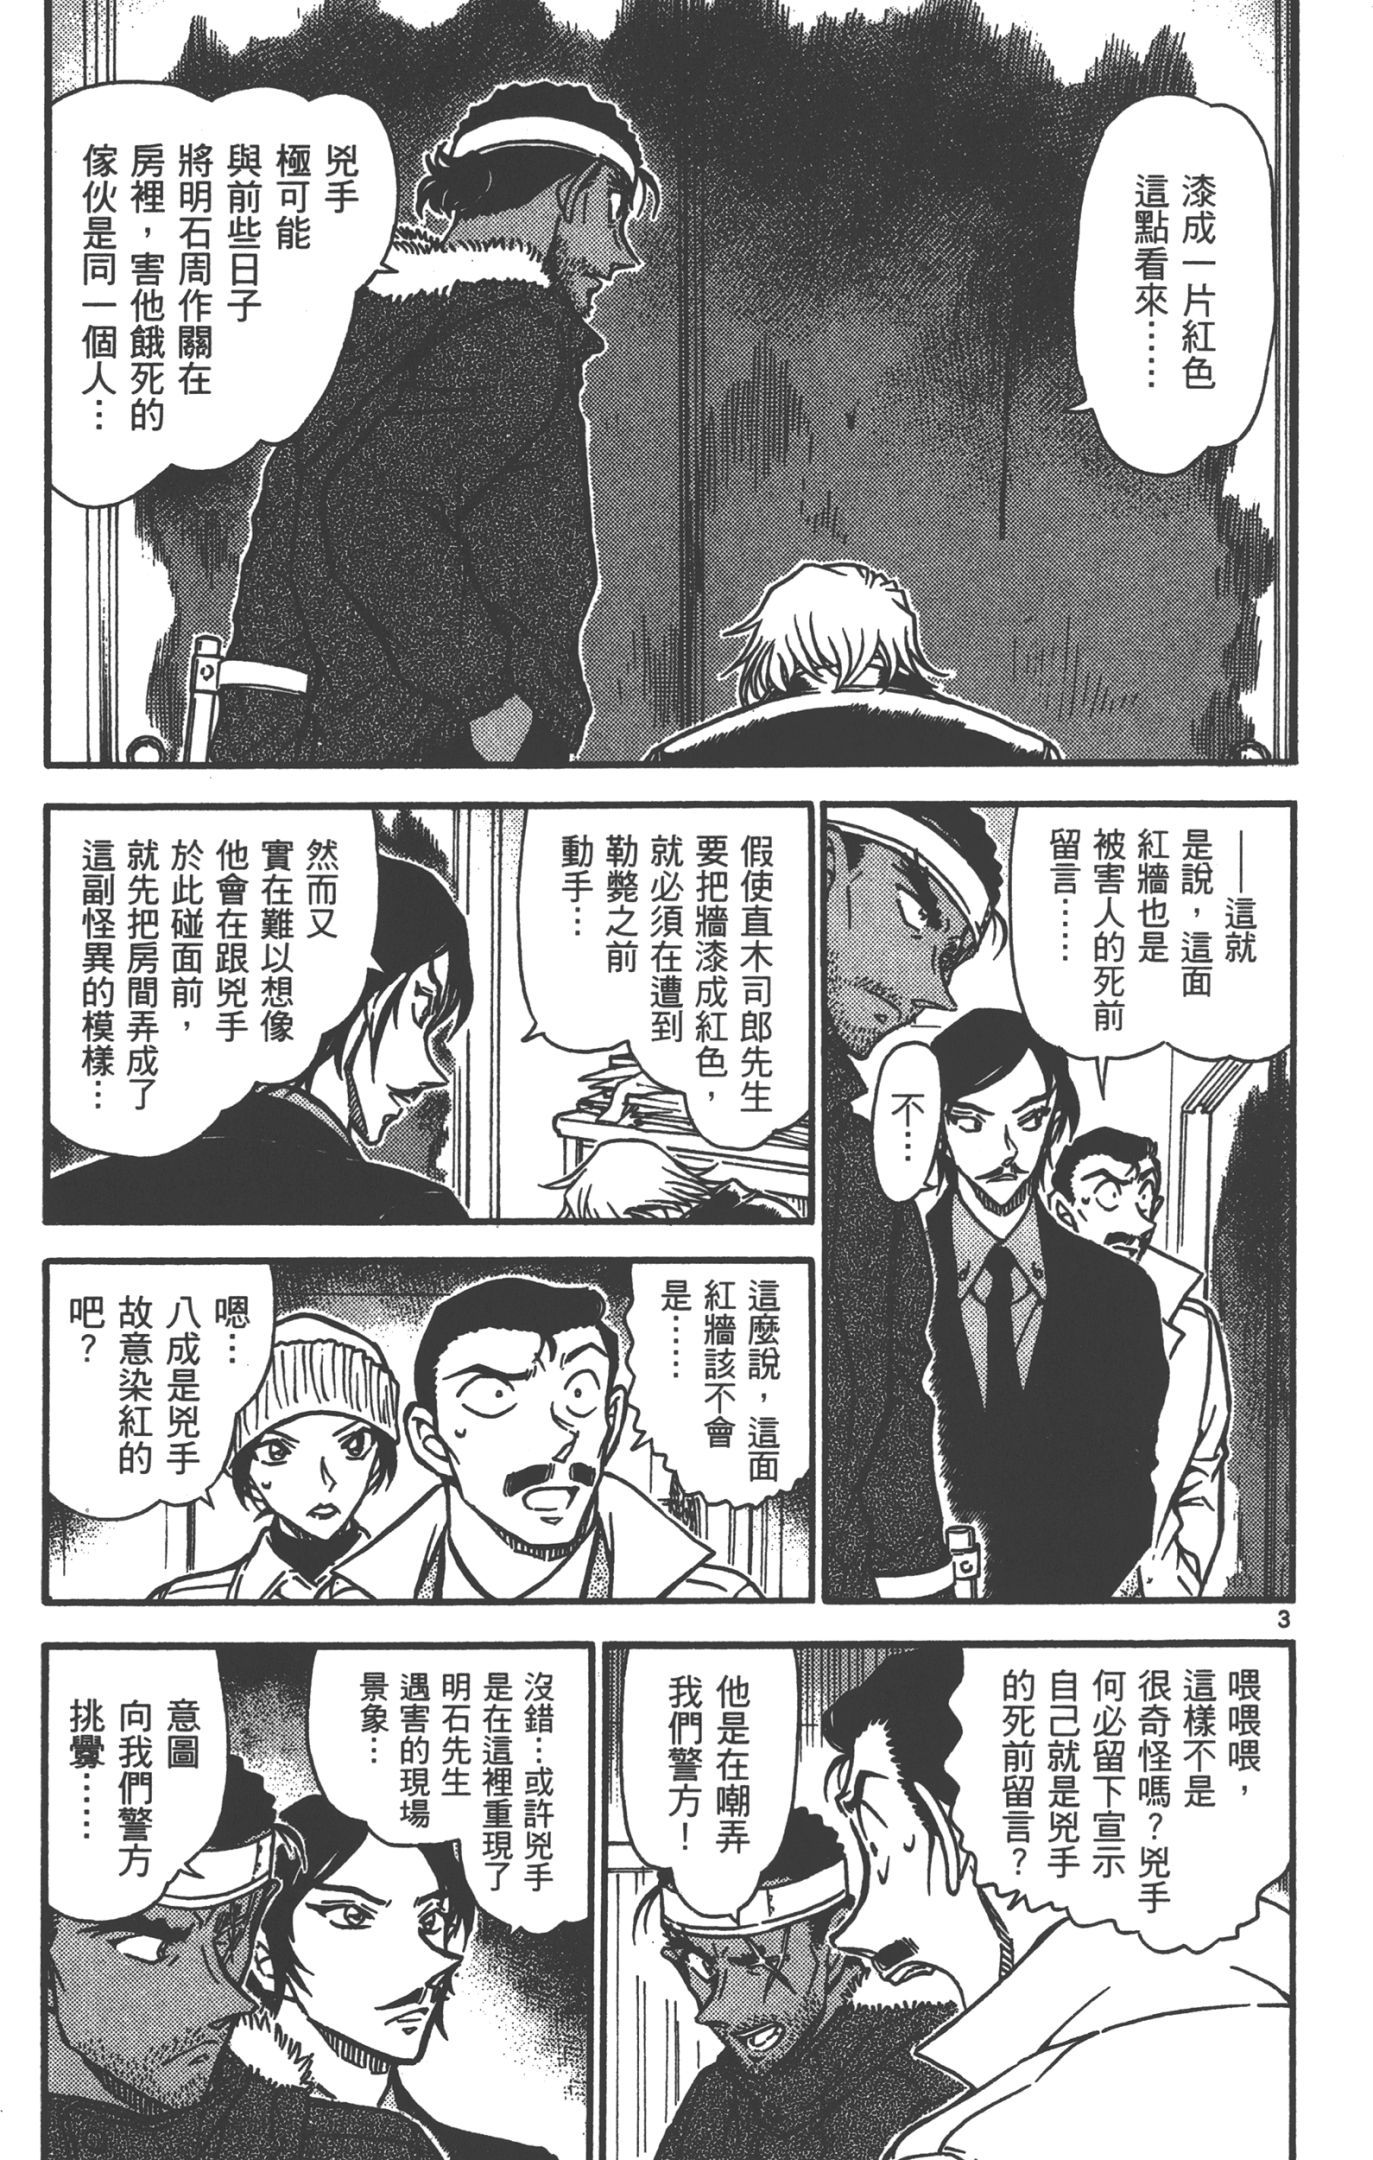 漆成一片紅色
這點看來……
兇手
極可能
與前些日子
將明石周作關在
房裡，害他餓死的
傢伙是同一個人…
──這就
是說，這面
紅牆也是
被害人的死前
留言……
不…
假使直木司郎先生
要把牆漆成紅色，
就必須在遭到
勒斃之前
動手…
然而又
實在難以想像
他會在跟兇手
於此碰面前，
就先把房間弄成了
這副怪異的模樣…
這麼說，這面
紅牆該不會
是……
嗯…
八成是兇手
故意染紅的
吧？
3
喂喂喂，
這樣不是
很奇怪嗎？兇手
何必留下宣示
自己就是兇手
的死前留言？
他是在嘲弄
我們警方！
沒錯…或許兇手
是在這裡重現了
明石先生
遇害的現場
景象…
意圖
向我們警方
挑釁……